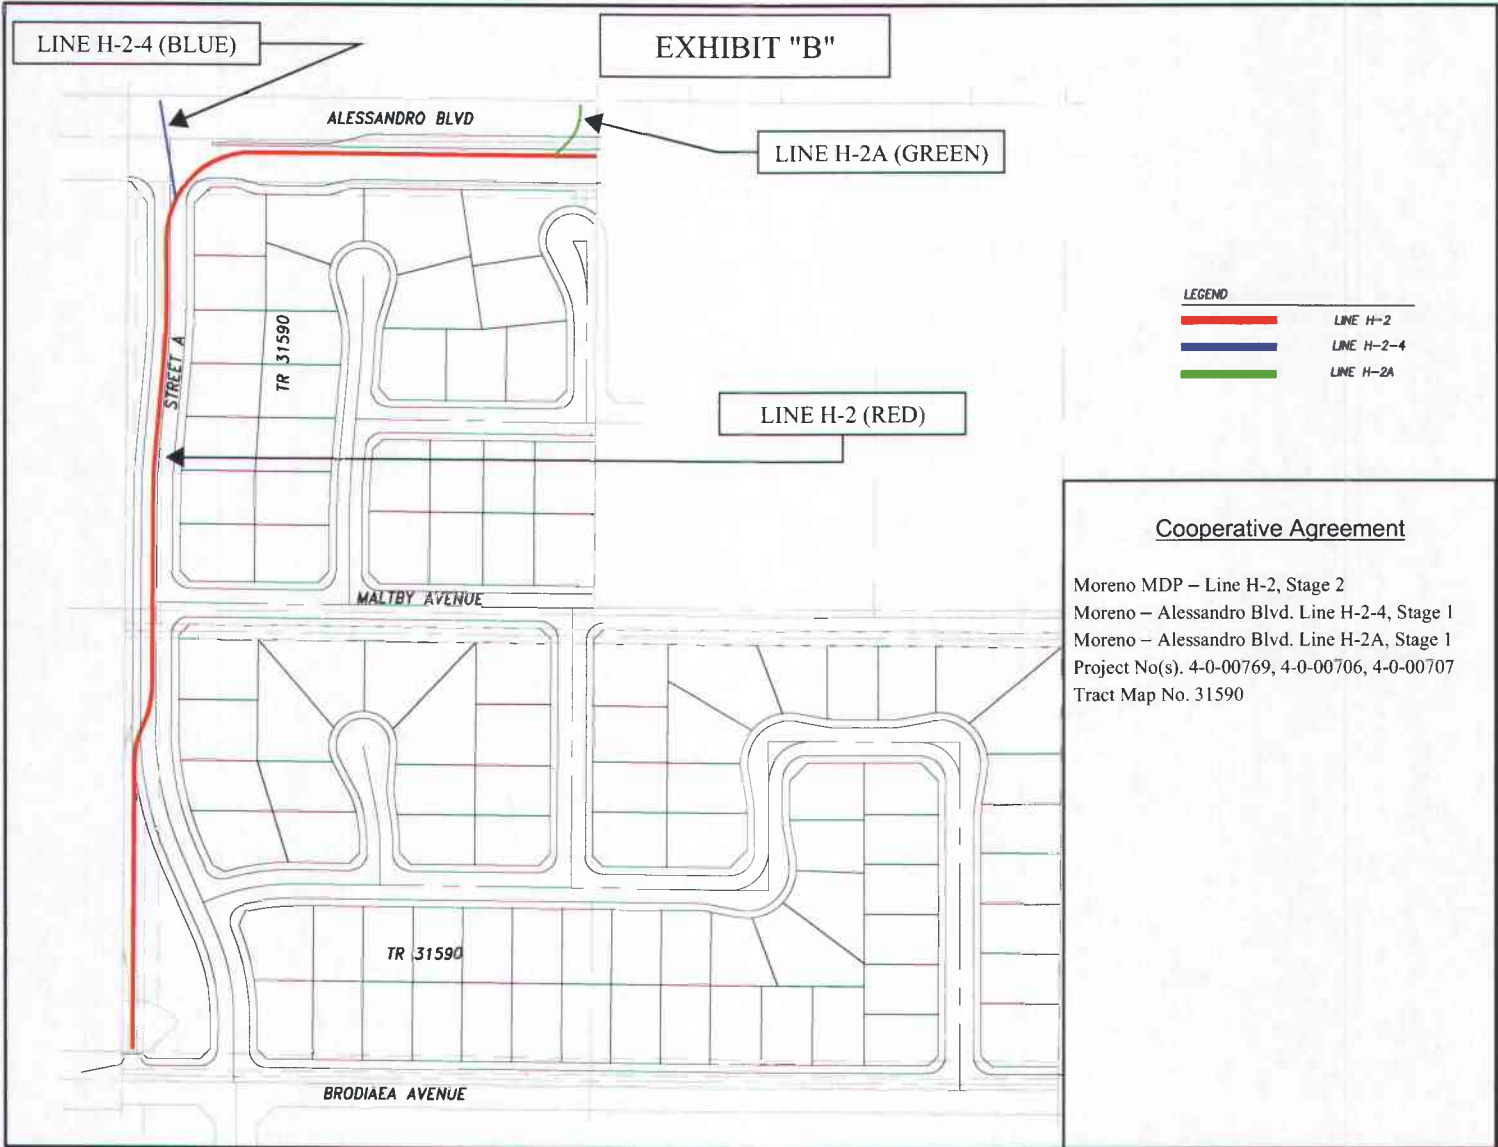 LINE H-2-4 (BLUE)
EXHIBIT "B"
ALESSANDRO BLVD
LINE H-2A (GREEN)
LEGEND
LINE H-2
LINE H-2-4
LINE H-2A
STREET A
TR 31590
LINE H-2 (RED)
Cooperative Agreement
Moreno MDP – Line H-2, Stage 2
Moreno – Alessandro Blvd. Line H-2-4, Stage 1
Moreno – Alessandro Blvd. Line H-2A, Stage 1
Project No(s). 4-0-00769, 4-0-00706, 4-0-00707
Tract Map No. 31590
MALTBY AVENUE
TR 31590
BRODIAEA AVENUE